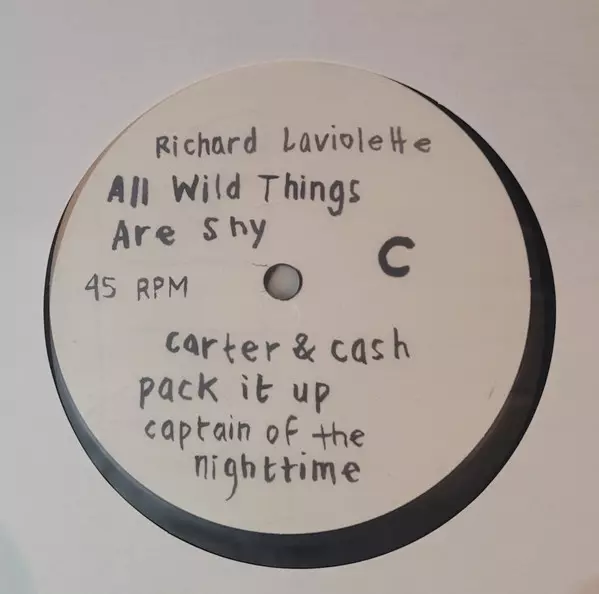 Richard Laviolette
All Wild Things
Are Shy
C
45 RPM
carter & cash
pack it up
captain of the
nighttime